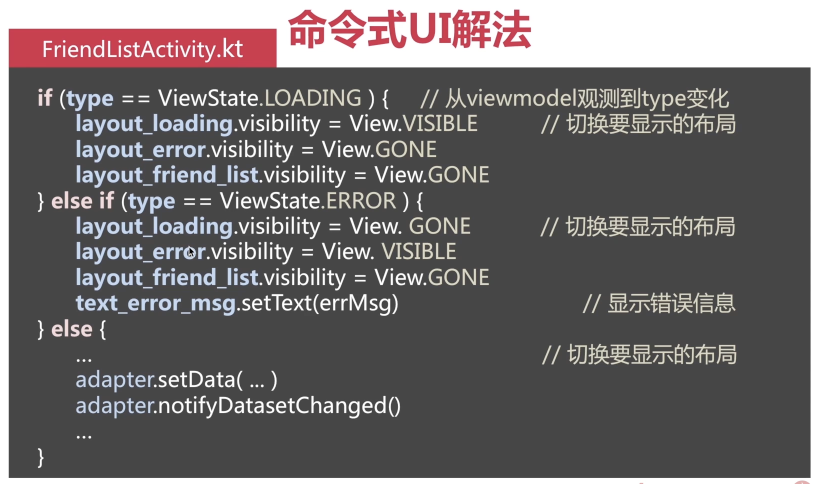 命令式UI解法
FriendListActivity.kt
if (type == ViewState.LOADING ) { // 从viewmodel观测到type变化
layout_loading.visibility = View.VISIBLE // 切换要显示的布局
layout_error.visibility = View.GONE
layout_friend_list.visibility = View.GONE
} else if (type == ViewState.ERROR ) {
layout_loading.visibility = View. GONE // 切换要显示的布局
layout_error.visibility = View. VISIBLE
layout_friend_list.visibility = View.GONE
text_error_msg.setText(errMsg) // 显示错误信息
} else {
... // 切换要显示的布局
adapter.setData( ... )
adapter.notifyDatasetChanged()
...
}